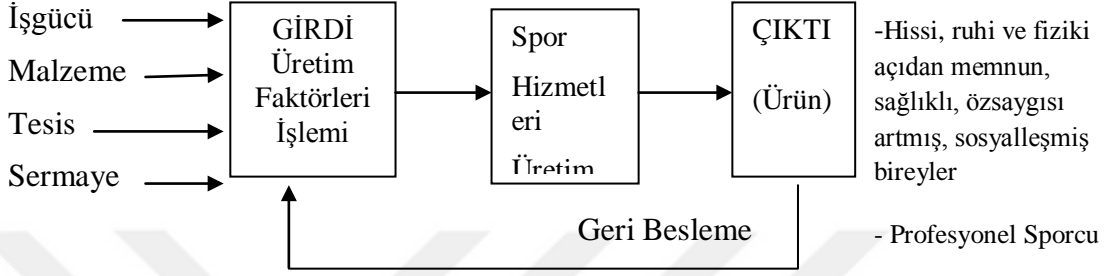 İşgücü
Malzeme
Tesis
Sermaye
GİRDİ
Üretim
Faktörleri
İşlemi
Spor
Hizmetl
eri
Üretim
ÇIKTI
(Ürün)
-Hissi, ruhi ve fiziki
açıdan memnun,
sağlıklı, özsaygısı
artmış, sosyalleşmiş
bireyler
- Profesyonel Sporcu
Geri Besleme